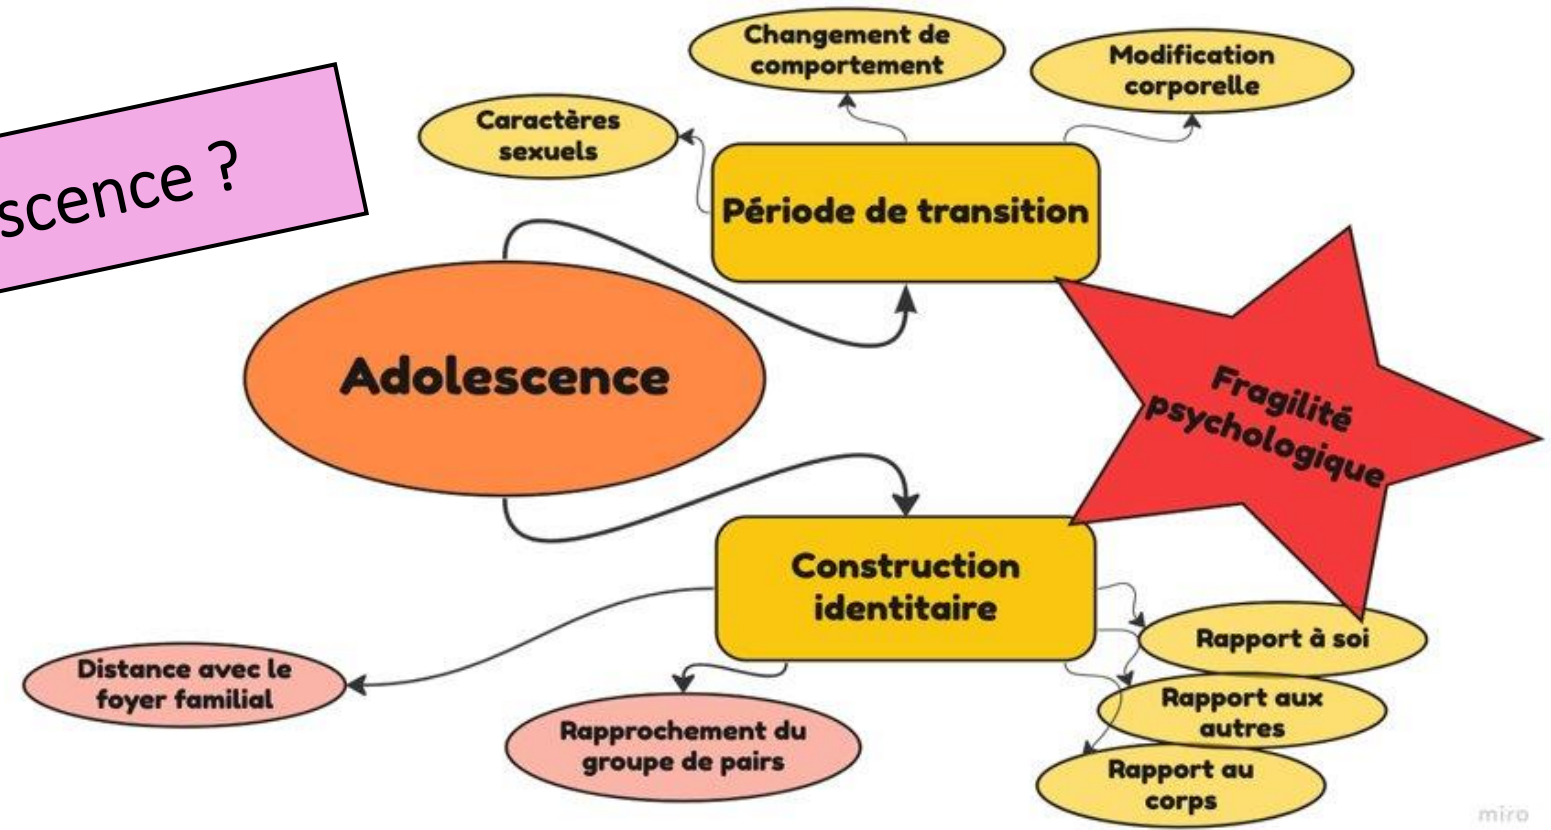 scence ?
Changement de
comportement
Modification
corporelle
Caractères
sexuels
Période de transition
Adolescence
Fragilité
psychologique
Construction
identitaire
Distance avec le
foyer familial
Rapprochement du
groupe de pairs
Rapport à soi
Rapport aux
autres
Rapport au
corps
miro